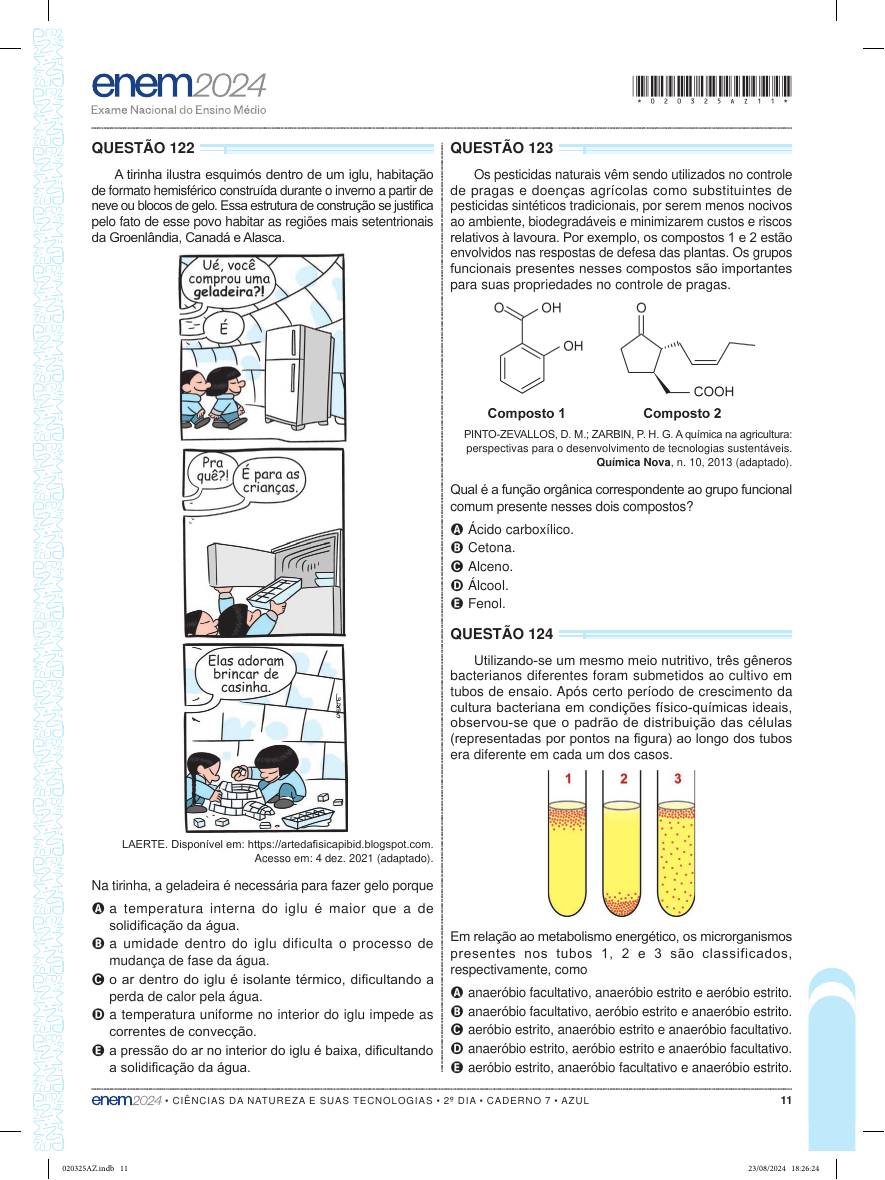 enem2024
Exame Nacional do Ensino Médio
*020325AZ11*
QUESTÃO 122
A tirinha ilustra esquimós dentro de um iglu, habitação
de formato hemisférico construída durante o inverno a partir de
neve ou blocos de gelo. Essa estrutura de construção se justifica
pelo fato de esse povo habitar as regiões mais setentrionais
da Groenlândia, Canadá e Alasca.
Ué, você
comprou uma
geladeira?!
É
Pra
quê?!
É para as
crianças.
Elas adoram
brincar de
casinha.
LAERTE. Disponível em: https://artedafisicapibid.blogspot.com.
Acesso em: 4 dez. 2021 (adaptado).
Na tirinha, a geladeira é necessária para fazer gelo porque
A a temperatura interna do iglu é maior que a de
solidificação da água.
B a umidade dentro do iglu dificulta o processo de
mudança de fase da água.
C o ar dentro do iglu é isolante térmico, dificultando a
perda de calor pela água.
D a temperatura uniforme no interior do iglu impede as
correntes de convecção.
E a pressão do ar no interior do iglu é baixa, dificultando
a solidificação da água.
QUESTÃO 123
Os pesticidas naturais vêm sendo utilizados no controle
de pragas e doenças agrícolas como substituintes de
pesticidas sintéticos tradicionais, por serem menos nocivos
ao ambiente, biodegradáveis e minimizarem custos e riscos
relativos à lavoura. Por exemplo, os compostos 1 e 2 estão
envolvidos nas respostas de defesa das plantas. Os grupos
funcionais presentes nesses compostos são importantes
para suas propriedades no controle de pragas.
O OH O
OH
COOH
Composto 1 Composto 2
PINTO-ZEVALLOS, D. M.; ZARBIN, P. H. G. A química na agricultura:
perspectivas para o desenvolvimento de tecnologias sustentáveis.
Química Nova, n. 10, 2013 (adaptado).
Qual é a função orgânica correspondente ao grupo funcional
comum presente nesses dois compostos?
A Ácido carboxílico.
B Cetona.
C Alceno.
D Álcool.
E Fenol.
QUESTÃO 124
Utilizando-se um mesmo meio nutritivo, três gêneros
bacterianos diferentes foram submetidos ao cultivo em
tubos de ensaio. Após certo período de crescimento da
cultura bacteriana em condições físico-químicas ideais,
observou-se que o padrão de distribuição das células
(representadas por pontos na figura) ao longo dos tubos
era diferente em cada um dos casos.
1 2 3
Em relação ao metabolismo energético, os microrganismos
presentes nos tubos 1, 2 e 3 são classificados,
respectivamente, como
A anaeróbio facultativo, anaeróbio estrito e aeróbio estrito.
B anaeróbio facultativo, aeróbio estrito e anaeróbio estrito.
C aeróbio estrito, anaeróbio estrito e anaeróbio facultativo.
D anaeróbio estrito, aeróbio estrito e anaeróbio facultativo.
E aeróbio estrito, anaeróbio facultativo e anaeróbio estrito.
enem2024 • CIÊNCIAS DA NATUREZA E SUAS TECNOLOGIAS • 2º DIA • CADERNO 7 • AZUL
11
020325AZ.indb 11
23/08/2024 18:26:24